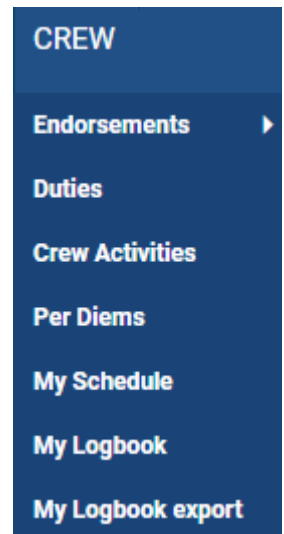 CREW
Endorsements
Duties
Crew Activities
Per Diems
My Schedule
My Logbook
My Logbook export